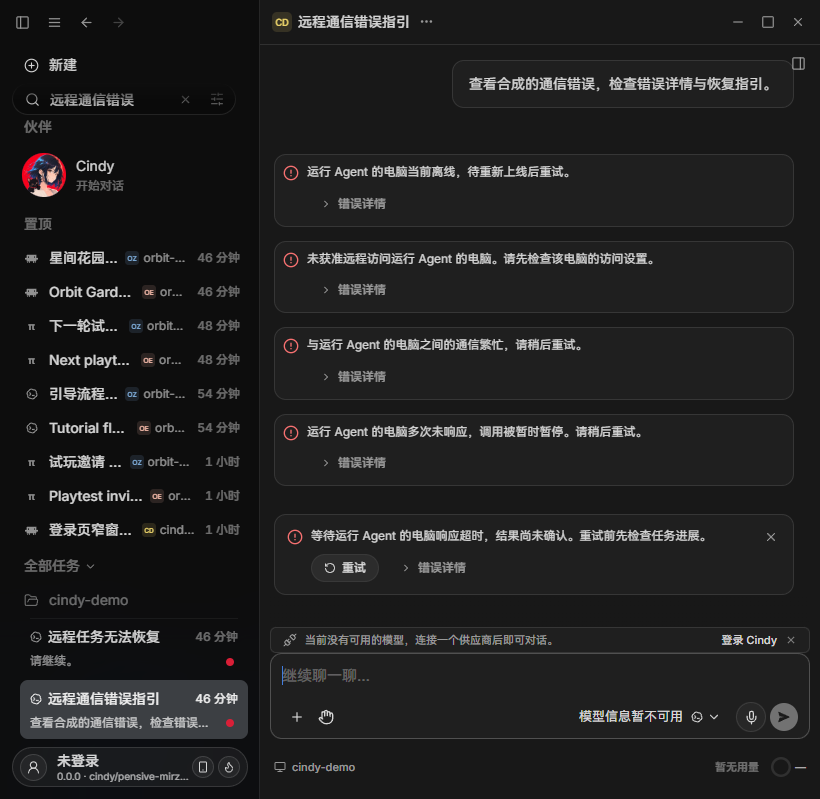 新建
远程通信错误
伙伴
Cindy
开始对话
置顶
星间花园... OZ orbit-... 46 分钟
Orbit Gard... OE or... 46 分钟
下一轮试... OZ orbit... 48 分钟
Next playt... OE or... 48 分钟
引导流程... OZ orbit-... 54 分钟
Tutorial fl... OE orb... 54 分钟
试玩邀请 ... OZ orbit-... 1 小时
Playtest invi... OE or... 1 小时
登录页窄窗... CD cind... 1 小时
全部任务
cindy-demo
远程任务无法恢复 46 分钟
请继续。
远程通信错误指引 46 分钟
查看合成的通信错误，检查错误...
未登录
0.0.0 · cindy/pensive-mirz...
CD 远程通信错误指引 ...
查看合成的通信错误，检查错误详情与恢复指引。
运行 Agent 的电脑当前离线，待重新上线后重试。
错误详情
未获准远程访问运行 Agent 的电脑。请先检查该电脑的访问设置。
错误详情
与运行 Agent 的电脑之间的通信繁忙，请稍后重试。
错误详情
运行 Agent 的电脑多次未响应，调用被暂时暂停。请稍后重试。
错误详情
等待运行 Agent 的电脑响应超时，结果尚未确认。重试前先检查任务进展。
重试 错误详情
当前没有可用的模型，连接一个供应商后即可对话。 登录 Cindy
继续聊一聊...
模型信息暂不可用
cindy-demo 暂无用量